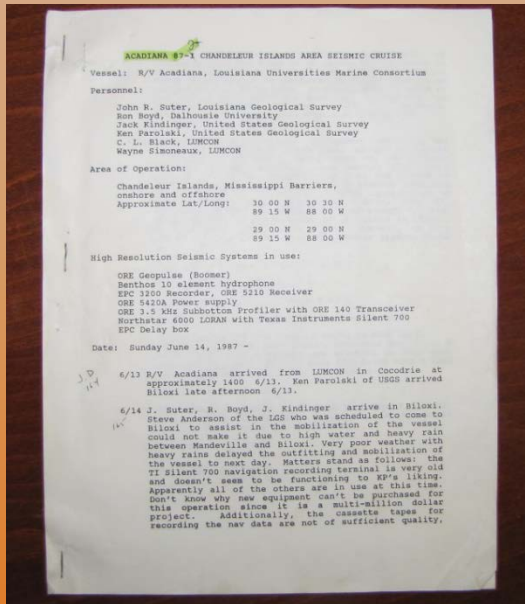 ACADIANA 87-1 CHANDELEUR ISLANDS AREA SEISMIC CRUISE
Vessel: R/V Acadiana, Louisiana Universities Marine Consortium
Personnel:
John R. Suter, Louisiana Geological Survey
Ron Boyd, Dalhousie University
Jack Kindinger, United States Geological Survey
Ken Parolski, United States Geological Survey
C. L. Black, LUMCON
Wayne Simoneaux, LUMCON
Area of Operation:
Chandeleur Islands, Mississippi Barriers,
onshore and offshore
Approximate Lat/Long: 30 00 N 30 30 N
89 15 W 88 00 W
29 00 N 29 00 N
89 15 W 88 00 W
High Resolution Seismic Systems in use:
ORE Geopulse (Boomer)
Benthos 10 element hydrophone
EPC 3200 Recorder, ORE 5210 Receiver
ORE 5420A Power supply
ORE 3.5 kHz Subbottom Profiler with ORE 140 Transceiver
Northstar 6000 LORAN with Texas Instruments Silent 700
EPC Delay box
Date: Sunday June 14, 1987 -
6/13 R/V Acadiana arrived from LUMCON in Cocodrie at
approximately 1400 6/13. Ken Parolski of USGS arrived
Biloxi late afternoon 6/13.
6/14 J. Suter, R. Boyd, J. Kindinger arrive in Biloxi.
Steve Anderson of the LGS who was scheduled to come to
Biloxi to assist in the mobilization of the vessel
could not make it due to high water and heavy rain
between Mandeville and Biloxi. Very poor weather with
heavy rains delayed the outfitting and mobilization of
the vessel to next day. Matters stand as follows: the
TI Silent 700 navigation recording terminal is very old
and doesn't seem to be functioning to KP's liking.
Apparently all of the others are in use at this time.
Don't know why new equipment can't be purchased for
this operation since it is a multi-million dollar
project. Additionally, the cassette tapes for
recording the nav data are not of sufficient quality,